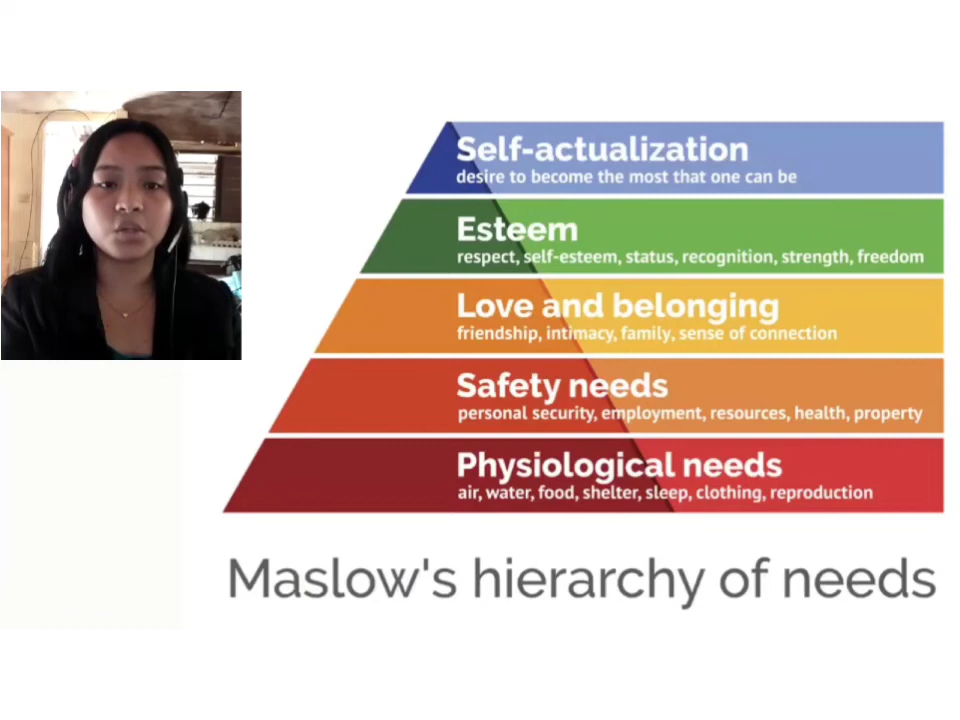 Self-actualization
desire to become the most that one can be
Esteem
respect, self-esteem, status, recognition, strength, freedom
Love and belonging
friendship, intimacy, family, sense of connection
Safety needs
personal security, employment, resources, health, property
Physiological needs
air, water, food, shelter, sleep, clothing, reproduction
Maslow's hierarchy of needs